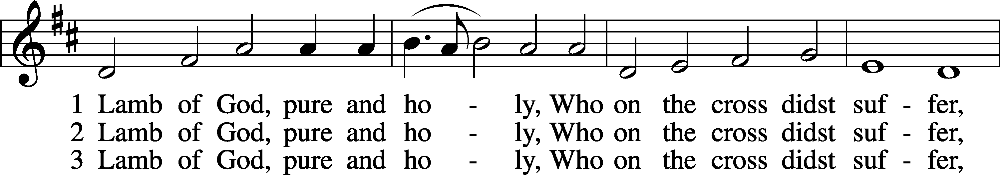 1 Lamb of God, pure and ho - ly, Who on the cross didst suf - fer,
2 Lamb of God, pure and ho - ly, Who on the cross didst suf - fer,
3 Lamb of God, pure and ho - ly, Who on the cross didst suf - fer,